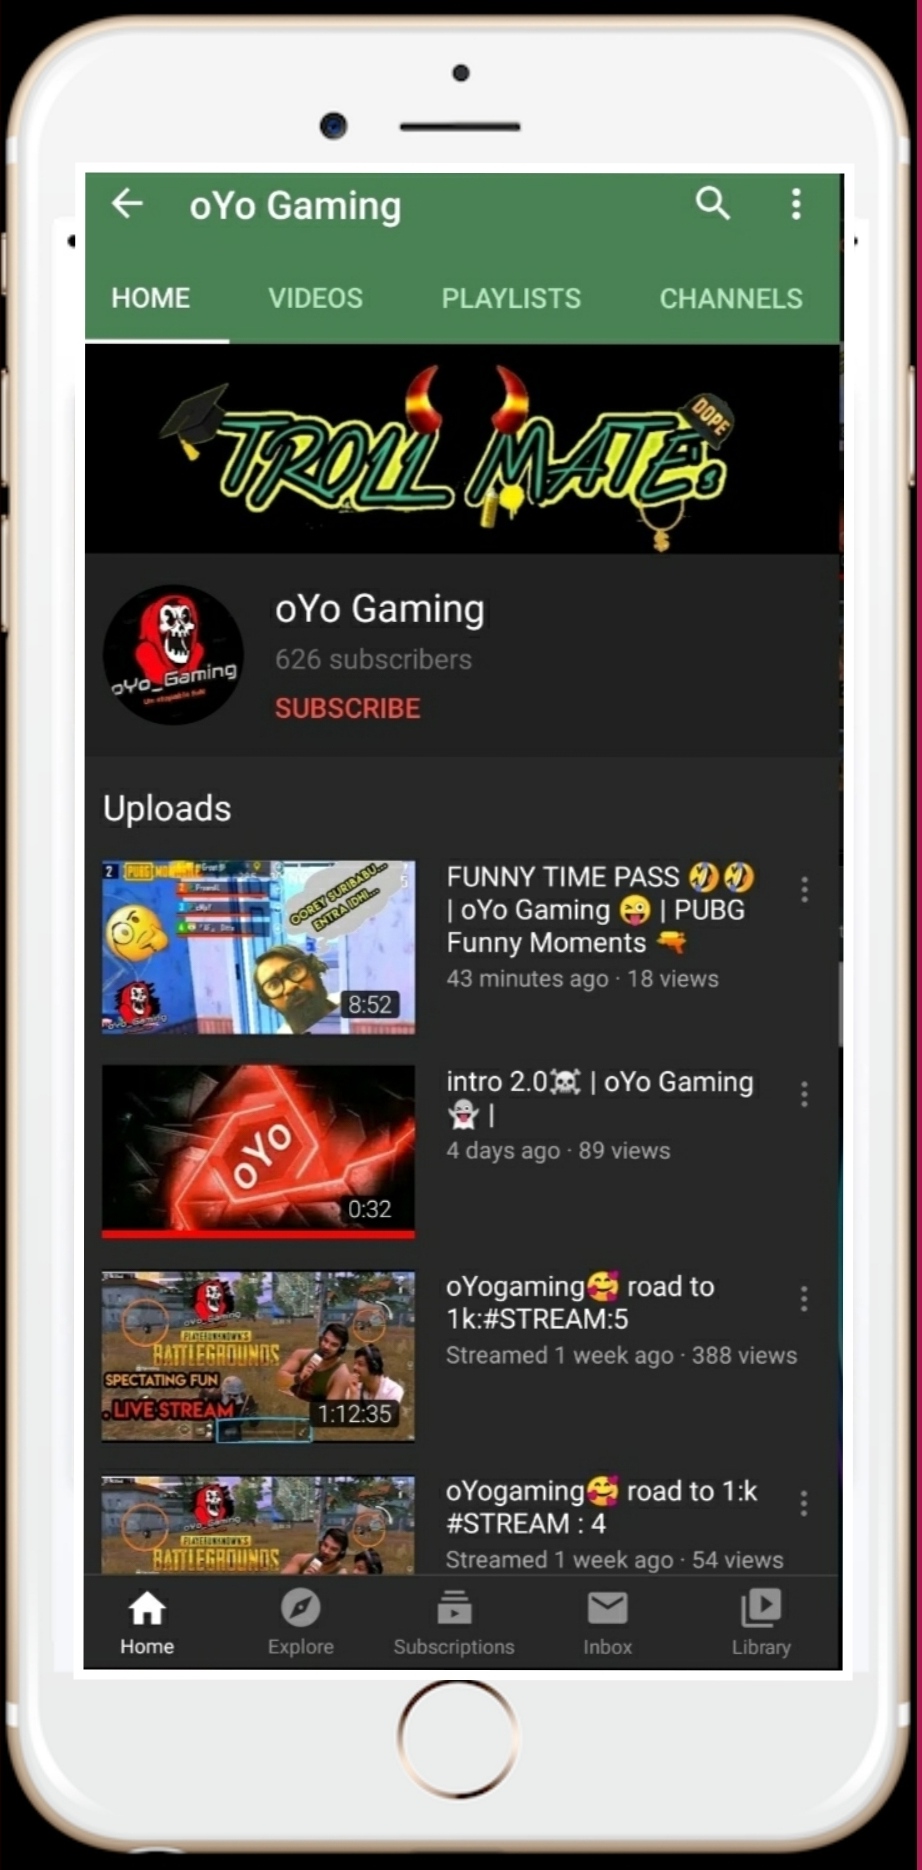 oYo Gaming
HOME VIDEOS PLAYLISTS CHANNELS
TROLL MATE.s
DOPE
oYo Gaming
626 subscribers
SUBSCRIBE
oYo_Gaming
Uploads
2 PUBG MO
OOREY SURIBABU...
ENTRA IDHI...
8:52
FUNNY TIME PASS 🤣🤣
| oYo Gaming 😜 | PUBG
Funny Moments 🔫
43 minutes ago · 18 views
oYo
0:32
intro 2.0☠️ | oYo Gaming
👻 |
4 days ago · 89 views
PLAYERUNKNOWN'S
BATTLEGROUNDS
SPECTATING FUN
.LIVE STREAM
1:12:35
oYogaming🥰 road to
1k:#STREAM:5
Streamed 1 week ago · 388 views
PLAYERUNKNOWN'S
BATTLEGROUNDS
oYogaming🥰 road to 1:k
#STREAM : 4
Streamed 1 week ago · 54 views
Home Explore Subscriptions Inbox Library